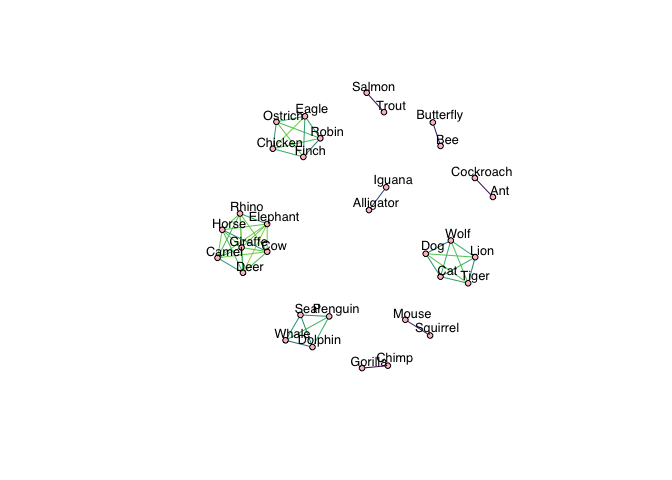 Salmon
Trout
Eagle
Ostrich
Robin
Chicken
Finch
Butterfly
Bee
Cockroach
Ant
Iguana
Alligator
Rhino
Elephant
Horse
Giraffe
Cow
Camel
Deer
Wolf
Dog
Lion
Cat
Tiger
Seal
Penguin
Whale
Dolphin
Mouse
Squirrel
Gorilla
Chimp